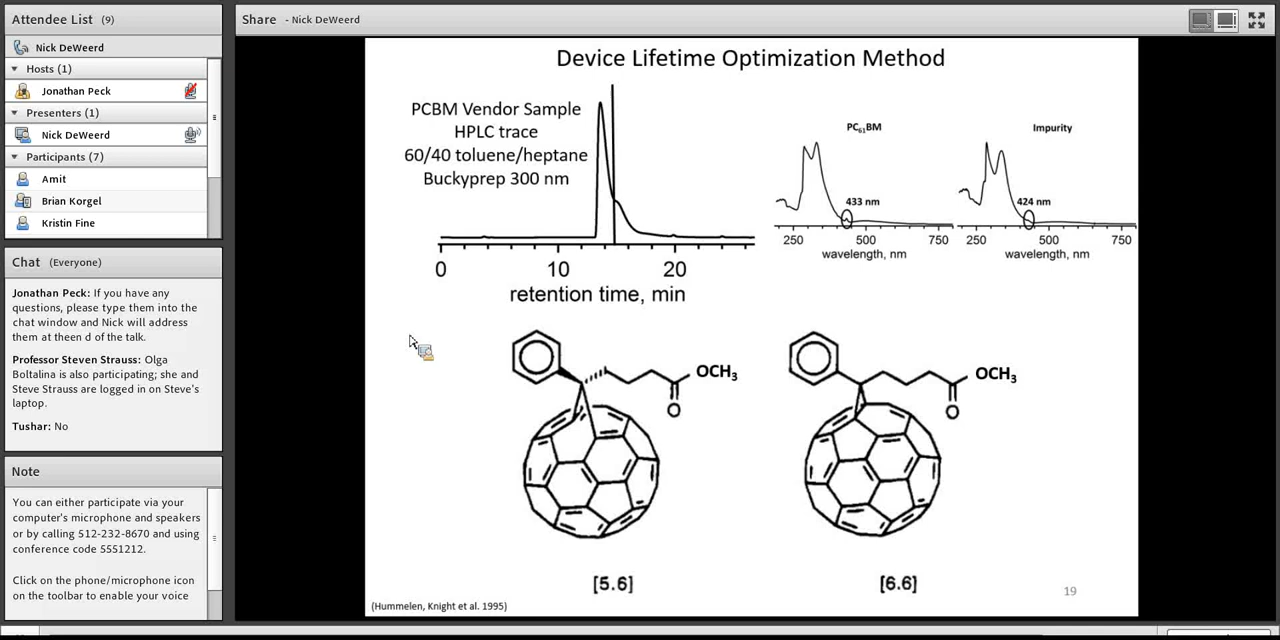 Attendee List (9)
Nick DeWeerd
Hosts (1)
Jonathan Peck
Presenters (1)
Nick DeWeerd
Participants (7)
Amit
Brian Korgel
Kristin Fine
Chat (Everyone)
Jonathan Peck: If you have any
questions, please type them into the
chat window and Nick will address
them at theen d of the talk.
Professor Steven Strauss: Olga
Boltalina is also participating; she and
Steve Strauss are logged in on Steve's
laptop.
Tushar: No
Note
You can either participate via your
computer's microphone and speakers
or by calling 512-232-8670 and using
conference code 5551212.
Click on the phone/microphone icon
on the toolbar to enable your voice
Share - Nick DeWeerd
Device Lifetime Optimization Method
PCBM Vendor Sample
HPLC trace
60/40 toluene/heptane
Buckyprep 300 nm
0 10 20
retention time, min
PC61BM
433 nm
250 500 750
wavelength, nm
Impurity
424 nm
250 500 750
wavelength, nm
OCH3
O
[5.6]
OCH3
O
[6.6]
(Hummelen, Knight et al. 1995)
19